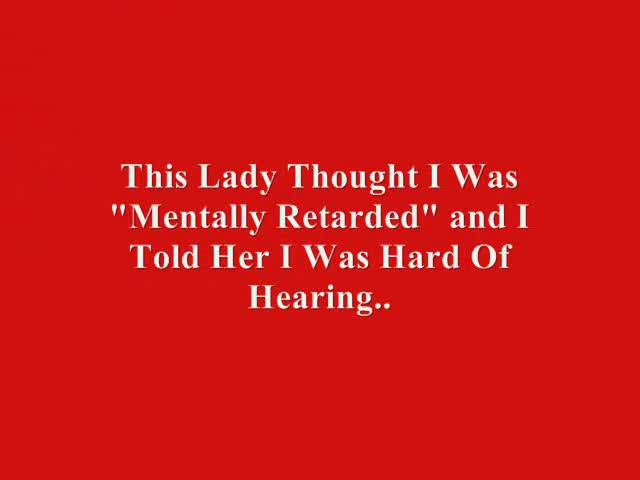 This Lady Thought I Was
"Mentally Retarded" and I
Told Her I Was Hard Of
Hearing..